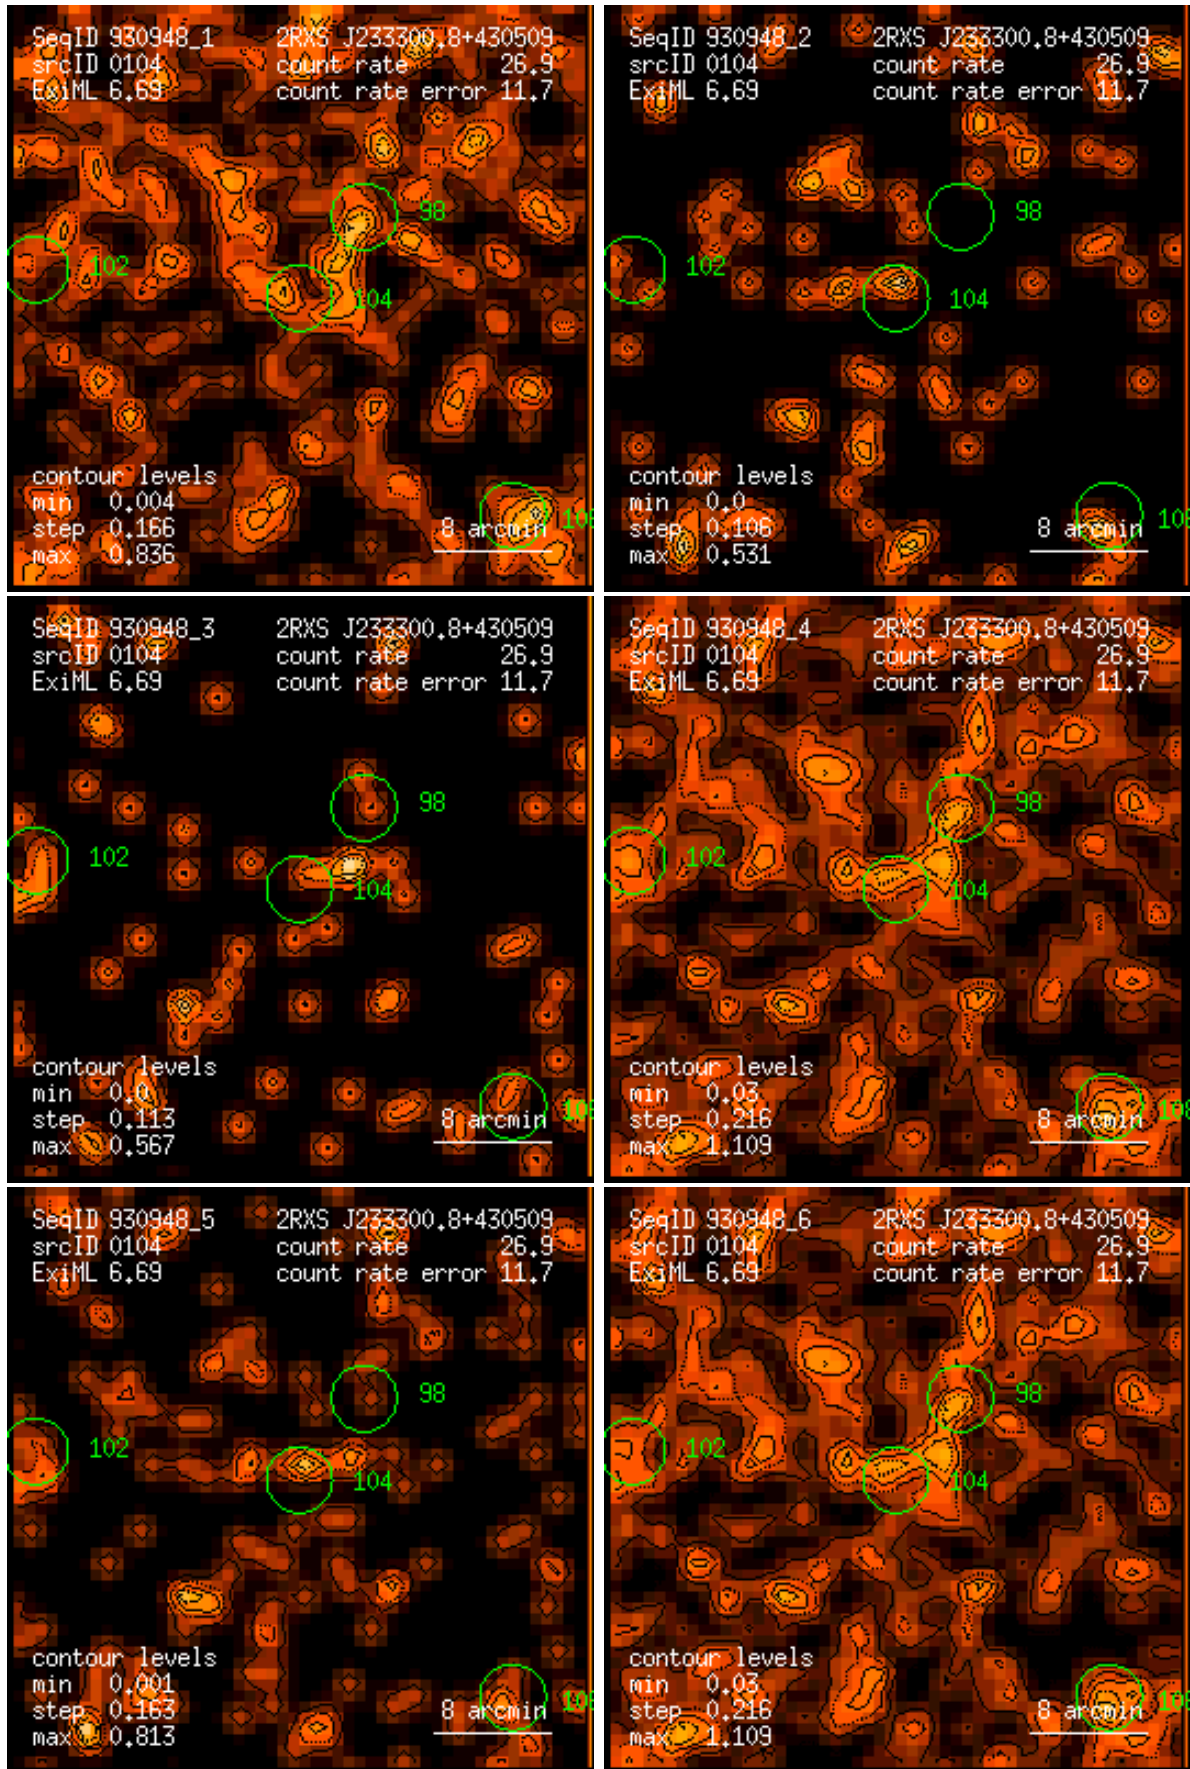 SeqID 930948_1 2RXS J233300.8+430509
srcID 0104 count rate 26.9
ExiML 6.69 count rate error 11.7
98
102
104
contour levels
min 0.004
step 0.166
max 0.836
8 arcmin
108
SeqID 930948_2 2RXS J233300.8+430509
srcID 0104 count rate 26.9
ExiML 6.69 count rate error 11.7
98
102
104
contour levels
min 0.0
step 0.106
max 0.531
8 arcmin
108
SeqID 930948_3 2RXS J233300.8+430509
srcID 0104 count rate 26.9
ExiML 6.69 count rate error 11.7
98
102
104
contour levels
min 0.0
step 0.113
max 0.567
8 arcmin
108
SeqID 930948_4 2RXS J233300.8+430509
srcID 0104 count rate 26.9
ExiML 6.69 count rate error 11.7
98
102
104
contour levels
min 0.03
step 0.216
max 1.109
8 arcmin
108
SeqID 930948_5 2RXS J233300.8+430509
srcID 0104 count rate 26.9
ExiML 6.69 count rate error 11.7
98
102
104
contour levels
min 0.001
step 0.163
max 0.813
8 arcmin
108
SeqID 930948_6 2RXS J233300.8+430509
srcID 0104 count rate 26.9
ExiML 6.69 count rate error 11.7
98
102
104
contour levels
min 0.03
step 0.216
max 1.109
8 arcmin
108